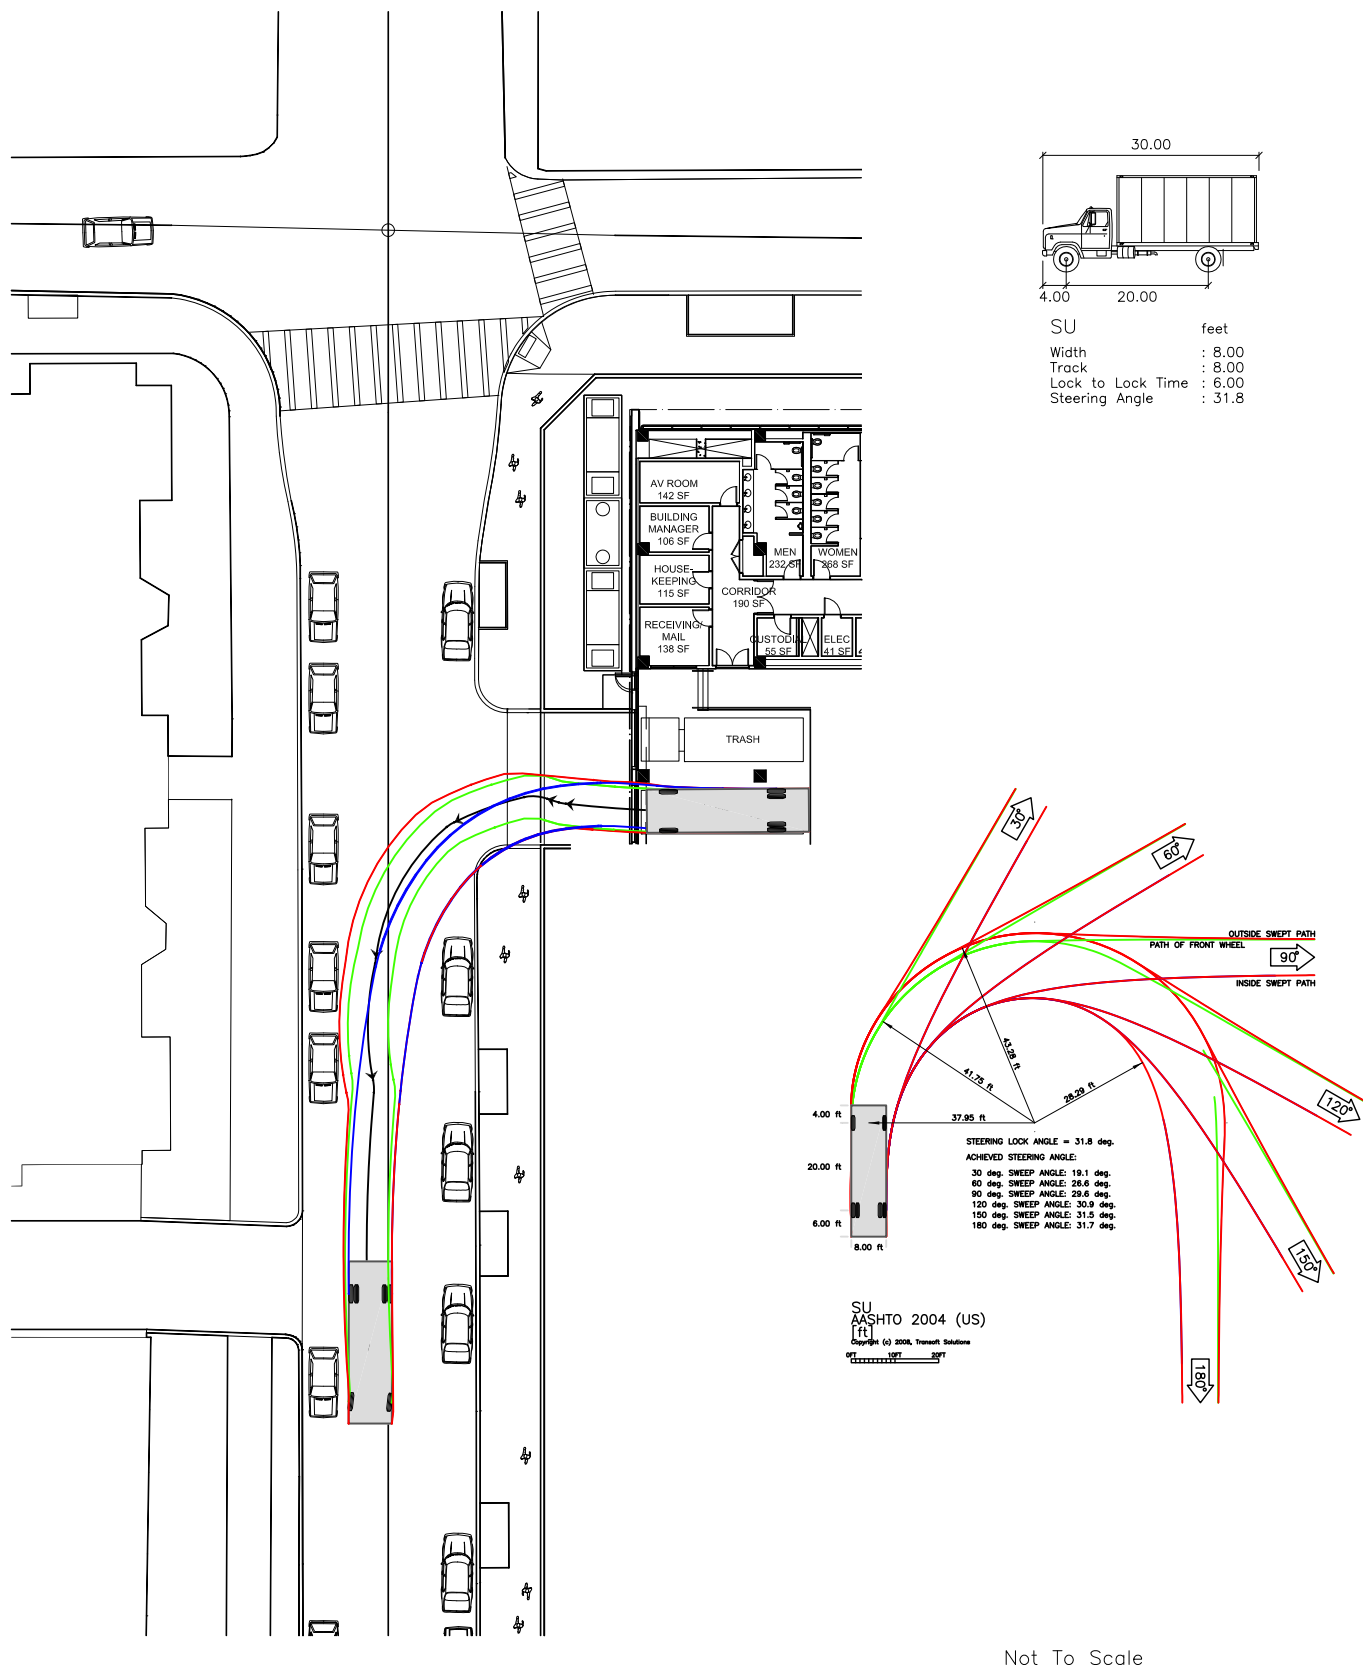 30.00
4.00 20.00
SU feet
Width : 8.00
Track : 8.00
Lock to Lock Time : 6.00
Steering Angle : 31.8
AV ROOM
142 SF
BUILDING
MANAGER
106 SF
HOUSE-
KEEPING
115 SF
RECEIVING/
MAIL
138 SF
CORRIDOR
190 SF
MEN
232 SF
WOMEN
268 SF
CUSTODIAL
55 SF
ELEC
41 SF
TRASH
30°
60°
OUTSIDE SWEPT PATH
PATH OF FRONT WHEEL
90°
INSIDE SWEPT PATH
120°
150°
180°
43.28 ft
41.75 ft
28.29 ft
37.95 ft
4.00 ft
20.00 ft
6.00 ft
8.00 ft
STEERING LOCK ANGLE = 31.8 deg.
ACHIEVED STEERING ANGLE:
30 deg. SWEEP ANGLE: 19.1 deg.
60 deg. SWEEP ANGLE: 26.6 deg.
90 deg. SWEEP ANGLE: 29.6 deg.
120 deg. SWEEP ANGLE: 30.9 deg.
150 deg. SWEEP ANGLE: 31.5 deg.
180 deg. SWEEP ANGLE: 31.7 deg.
SU
AASHTO 2004 (US)
[ft]
Copyright (c) 2008, Transoft Solutions
0FT 10FT 20FT
Not To Scale